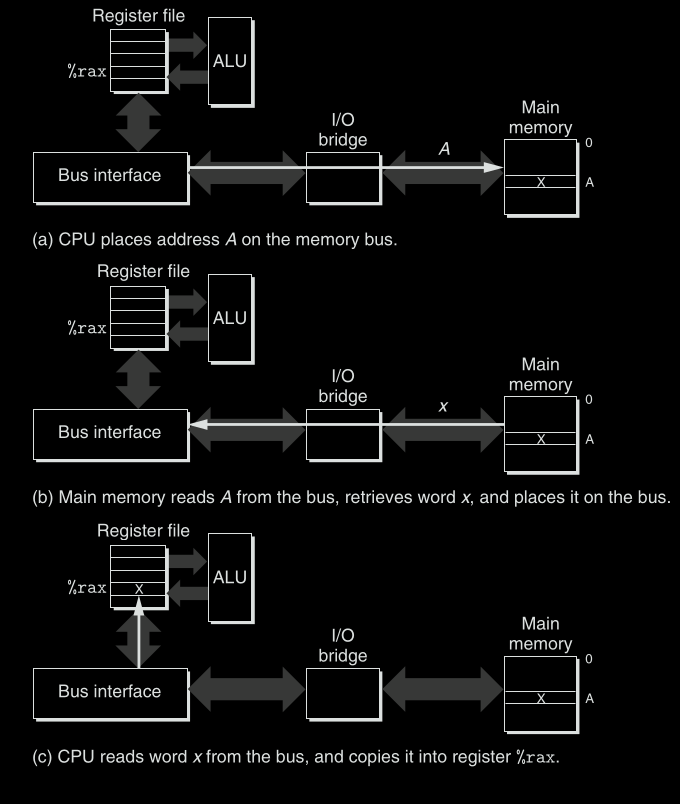 Register file
ALU
%rax
I/O
bridge
A
Main
memory
0
Bus interface
x
A
(a) CPU places address A on the memory bus.
Register file
ALU
%rax
I/O
bridge
x
Main
memory
0
Bus interface
X
A
(b) Main memory reads A from the bus, retrieves word x, and places it on the bus.
Register file
ALU
%rax
X
I/O
bridge
Main
memory
0
Bus interface
X
A
(c) CPU reads word x from the bus, and copies it into register %rax.